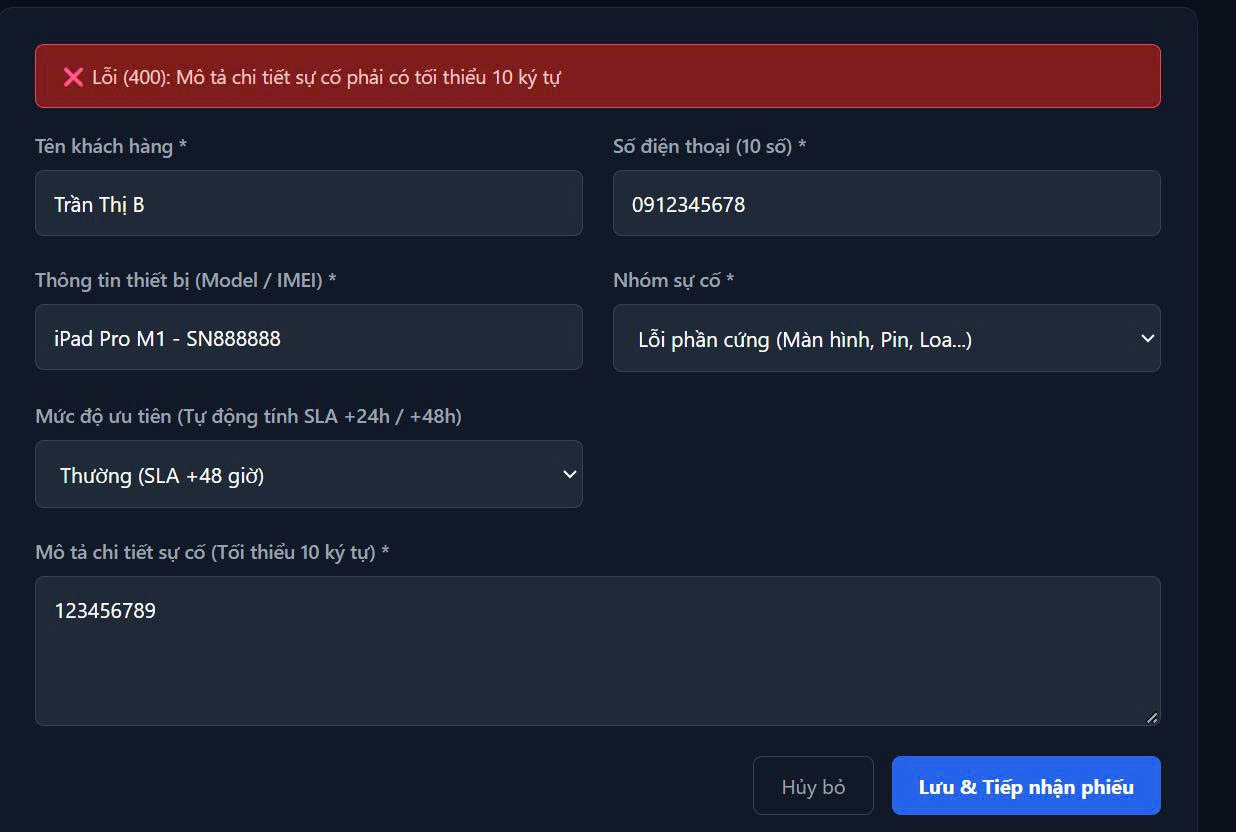 ❌ Lỗi (400): Mô tả chi tiết sự cố phải có tối thiểu 10 ký tự
Tên khách hàng *
Số điện thoại (10 số) *
Trần Thị B
0912345678
Thông tin thiết bị (Model / IMEI) *
Nhóm sự cố *
iPad Pro M1 - SN888888
Lỗi phần cứng (Màn hình, Pin, Loa...)
Mức độ ưu tiên (Tự động tính SLA +24h / +48h)
Thường (SLA +48 giờ)
Mô tả chi tiết sự cố (Tối thiểu 10 ký tự) *
123456789
Hủy bỏ
Lưu & Tiếp nhận phiếu